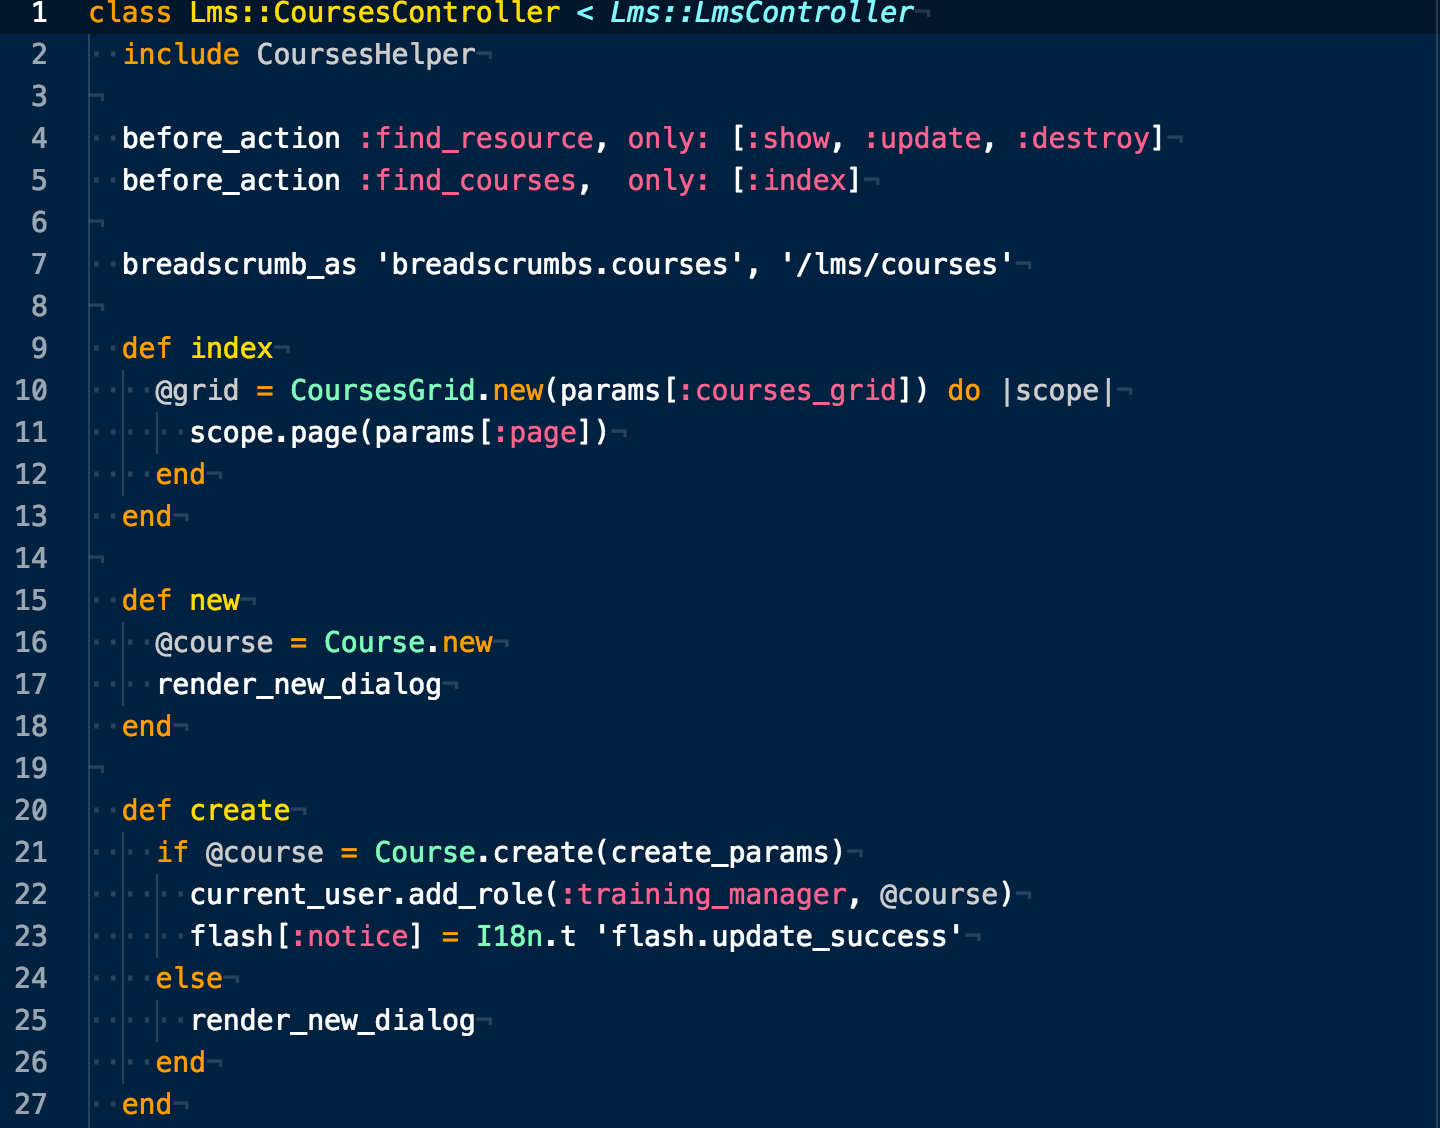 1 class Lms::CoursesController < Lms::LmsController
2   include CoursesHelper
3
4   before_action :find_resource, only: [:show, :update, :destroy]
5   before_action :find_courses,  only: [:index]
6
7   breadscrumb_as 'breadscrumbs.courses', '/lms/courses'
8
9   def index
10     @grid = CoursesGrid.new(params[:courses_grid]) do |scope|
11       scope.page(params[:page])
12     end
13   end
14
15   def new
16     @course = Course.new
17     render_new_dialog
18   end
19
20   def create
21     if @course = Course.create(create_params)
22       current_user.add_role(:training_manager, @course)
23       flash[:notice] = I18n.t 'flash.update_success'
24     else
25       render_new_dialog
26     end
27   end